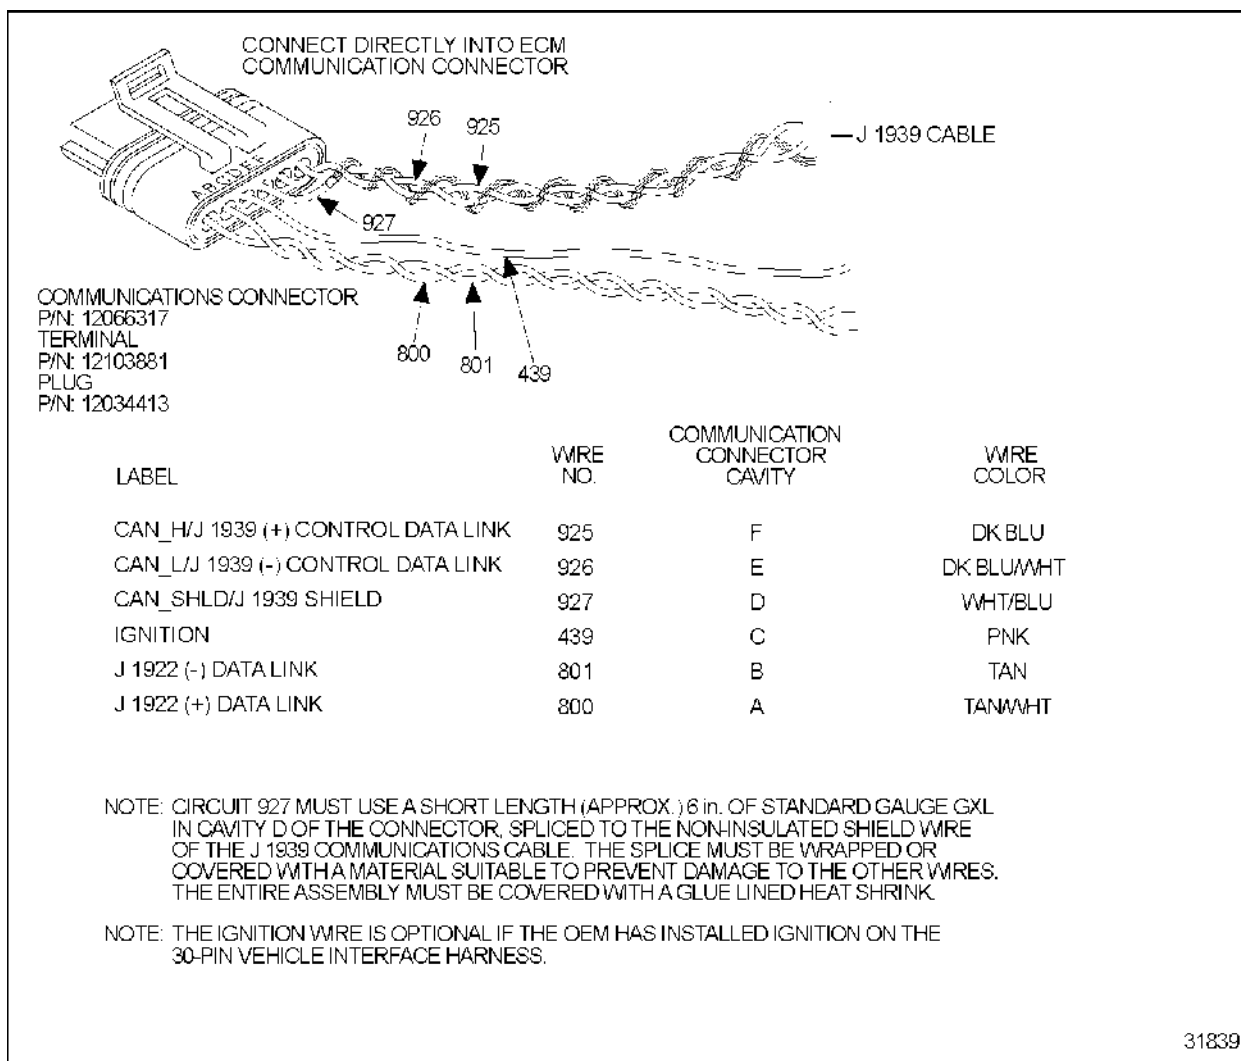 CONNECT DIRECTLY INTO ECM
COMMUNICATION CONNECTOR
926
925
J 1939 CABLE
ABCDEF
927
COMMUNICATIONS CONNECTOR
P/N: 12066317
TERMINAL
P/N: 12103881
PLUG
P/N: 12034413
800
801
439
LABEL
WIRE
NO.
COMMUNICATION
CONNECTOR
CAVITY
WIRE
COLOR
CAN_H/J 1939 (+) CONTROL DATA LINK 925 F DK BLU
CAN_L/J 1939 (-) CONTROL DATA LINK 926 E DK BLU/WHT
CAN_SHLD/J 1939 SHIELD 927 D WHT/BLU
IGNITION 439 C PNK
J 1922 (-) DATA LINK 801 B TAN
J 1922 (+) DATA LINK 800 A TAN/WHT
NOTE: CIRCUIT 927 MUST USE A SHORT LENGTH (APPROX.) 6 in. OF STANDARD GAUGE GXL
IN CAVITY D OF THE CONNECTOR, SPLICED TO THE NON-INSULATED SHIELD WIRE
OF THE J 1939 COMMUNICATIONS CABLE. THE SPLICE MUST BE WRAPPED OR
COVERED WITH A MATERIAL SUITABLE TO PREVENT DAMAGE TO THE OTHER WIRES.
THE ENTIRE ASSEMBLY MUST BE COVERED WITH A GLUE LINED HEAT SHRINK.
NOTE: THE IGNITION WIRE IS OPTIONAL IF THE OEM HAS INSTALLED IGNITION ON THE
30-PIN VEHICLE INTERFACE HARNESS.
31839